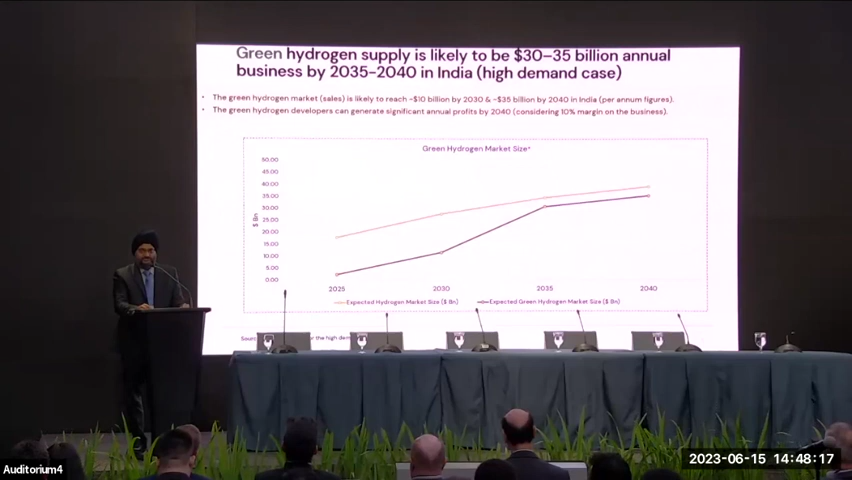 Green hydrogen supply is likely to be $30–35 billion annual
business by 2035-2040 in India (high demand case)
• The green hydrogen market (sales) is likely to reach ~$10 billion by 2030 & ~$35 billion by 2040 in India (per annum figures).
• The green hydrogen developers can generate significant annual profits by 2040 (considering 10% margin on the business).
Green Hydrogen Market Size*
50.00
45.00
40.00
35.00
30.00
25.00
20.00
15.00
10.00
5.00
0.00
$ Bn
2025 2030 2035 2040
Expected Hydrogen Market Size ($ Bn) Expected Green Hydrogen Market Size ($ Bn)
the high
Auditorium4
2023-06-15 14:48:17